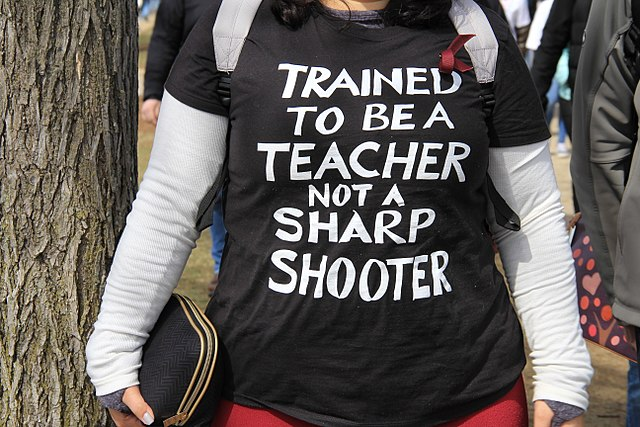 TRAINED
TO BE A
TEACHER
NOT A
SHARP
SHOOTER